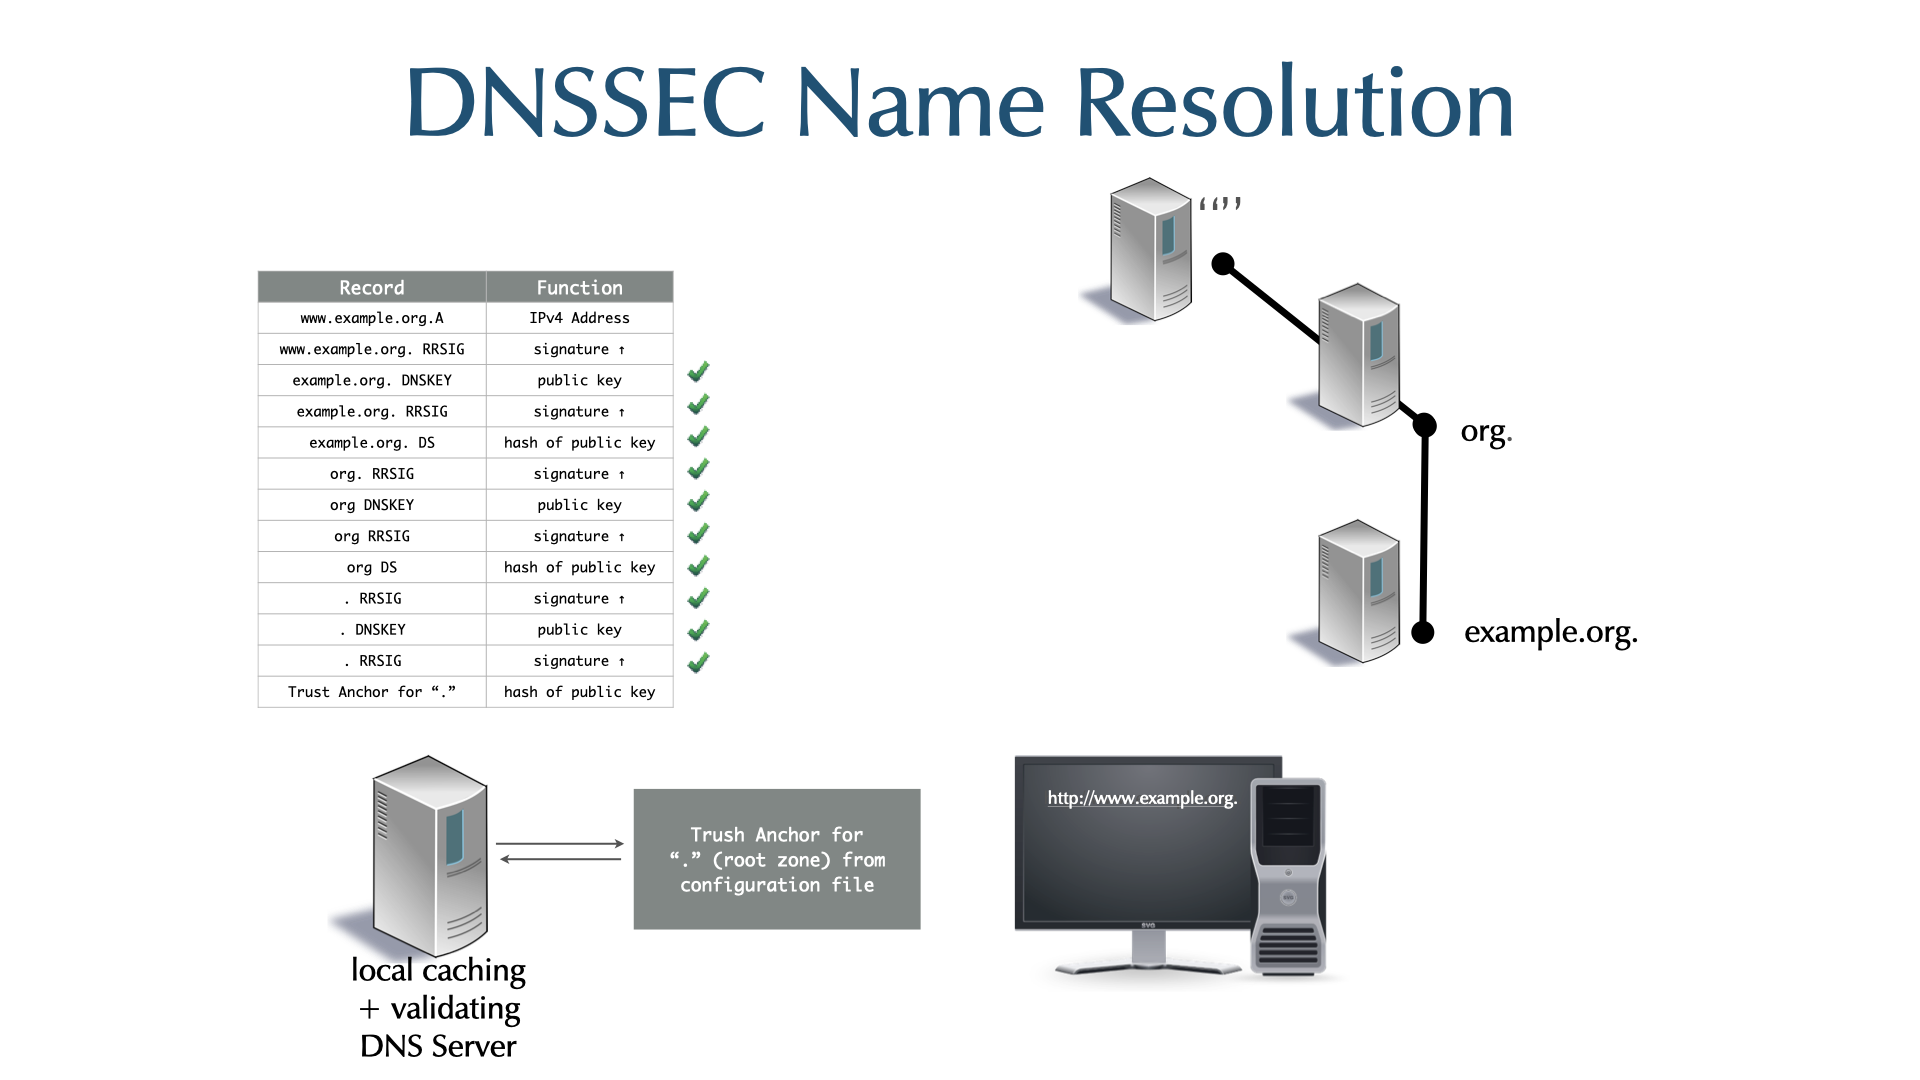 DNSSEC Name Resolution
“”
Record Function
www.example.org.A IPv4 Address
www.example.org. RRSIG signature ↑
example.org. DNSKEY public key
example.org. RRSIG signature ↑
example.org. DS hash of public key
org. RRSIG signature ↑
org DNSKEY public key
org RRSIG signature ↑
org DS hash of public key
. RRSIG signature ↑
. DNSKEY public key
. RRSIG signature ↑
Trust Anchor for “.” hash of public key
org.
example.org.
local caching
+ validating
DNS Server
Trush Anchor for
“.” (root zone) from
configuration file
http://www.example.org.
SVG
SVG